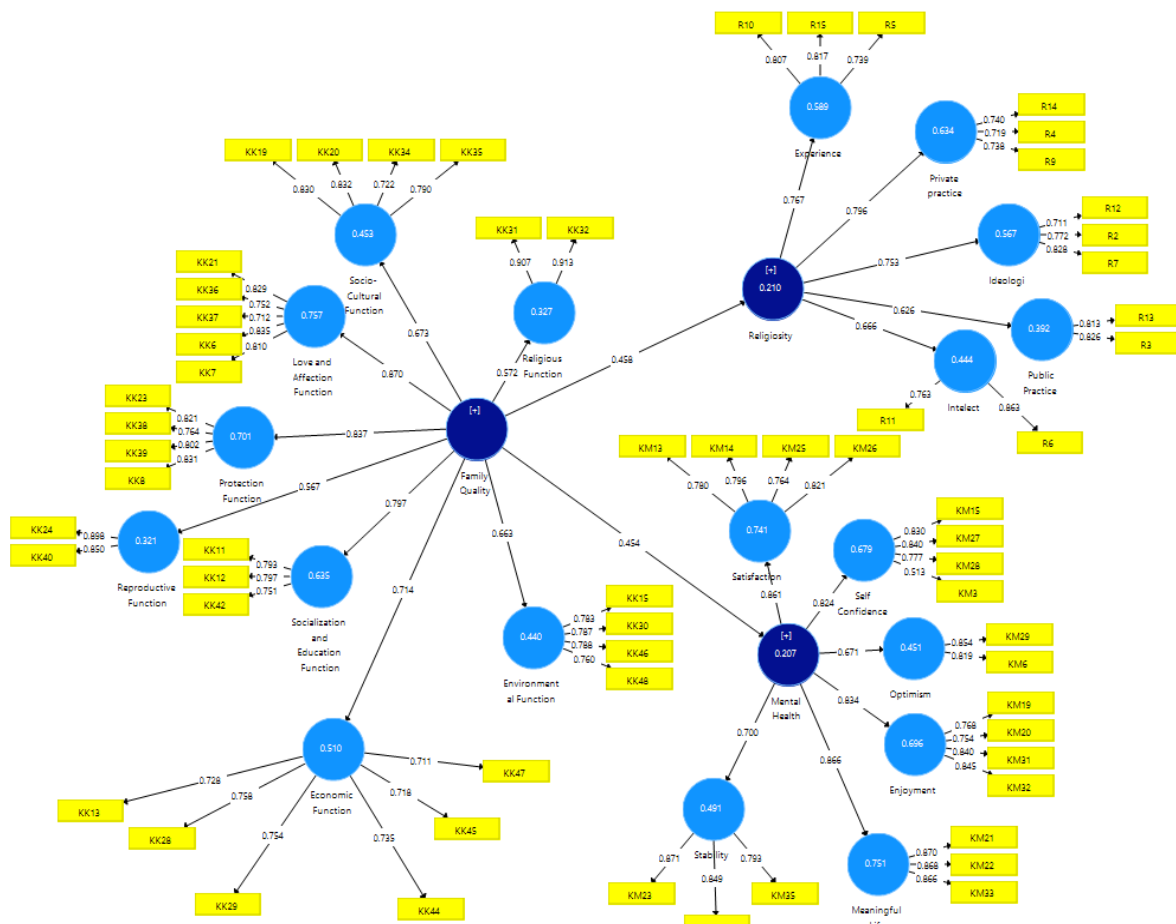 R10
R15
R5
0.807
0.817
0.739
0.589
Experience
R14
R4
R9
0.740
0.719
0.738
0.634
Private
practice
KK19
KK20
KK34
KK35
0.830
0.832
0.722
0.790
0.453
Socio-
Cultural
Function
KK31
KK32
0.907
0.913
0.327
Religious
Function
0.767
0.796
R12
R2
R7
0.711
0.772
0.828
0.567
Ideologi
0.753
[+]
0.210
Religiosity
0.626
0.666
R13
R3
0.813
0.826
0.392
Public
Practice
0.444
Intelect
0.763
0.863
R11
R6
KK21
KK36
KK37
KK6
KK7
0.829
0.752
0.712
0.835
0.810
0.757
Love and
Affection
Function
0.673
0.572
0.458
0.870
KK23
KK38
KK39
KK8
0.821
0.764
0.802
0.831
0.701
Protection
Function
0.837
[+]
Family
Quality
0.567
0.797
0.663
0.454
0.714
KK24
KK40
0.898
0.850
0.321
Reproductive
Function
KK11
KK12
KK42
0.793
0.797
0.751
0.635
Socialization
and
Education
Function
KM13
KM14
KM25
KM26
0.780
0.796
0.764
0.821
0.741
Satisfaction
KM15
KM27
KM28
KM3
0.830
0.840
0.777
0.513
0.679
Self
Confidence
0.861
0.824
KK15
KK30
KK46
KK48
0.783
0.787
0.788
0.760
0.440
Environment
al Function
[+]
0.207
Mental
Health
0.671
0.451
Optimism
0.854
0.819
KM29
KM6
0.834
0.700
0.866
KM19
KM20
KM31
KM32
0.768
0.754
0.840
0.845
0.696
Enjoyment
0.510
Economic
Function
0.728
0.758
0.754
0.735
0.718
0.711
KK13
KK28
KK29
KK44
KK45
KK47
0.491
Stability
0.871
0.849
0.793
KM23
KM35
0.751
Meaningful
0.870
0.868
0.866
KM21
KM22
KM33